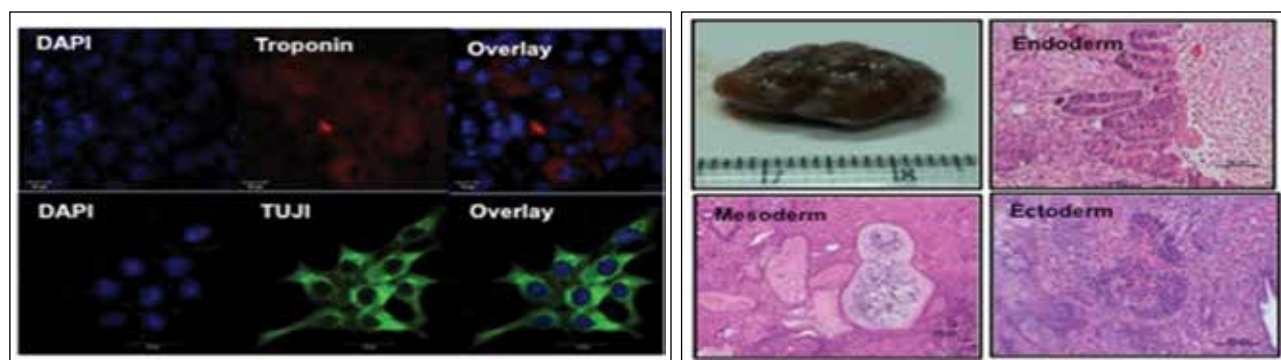 DAPI Troponin Overlay
DAPI TUJI Overlay
Endoderm
17 18
Mesoderm Ectoderm